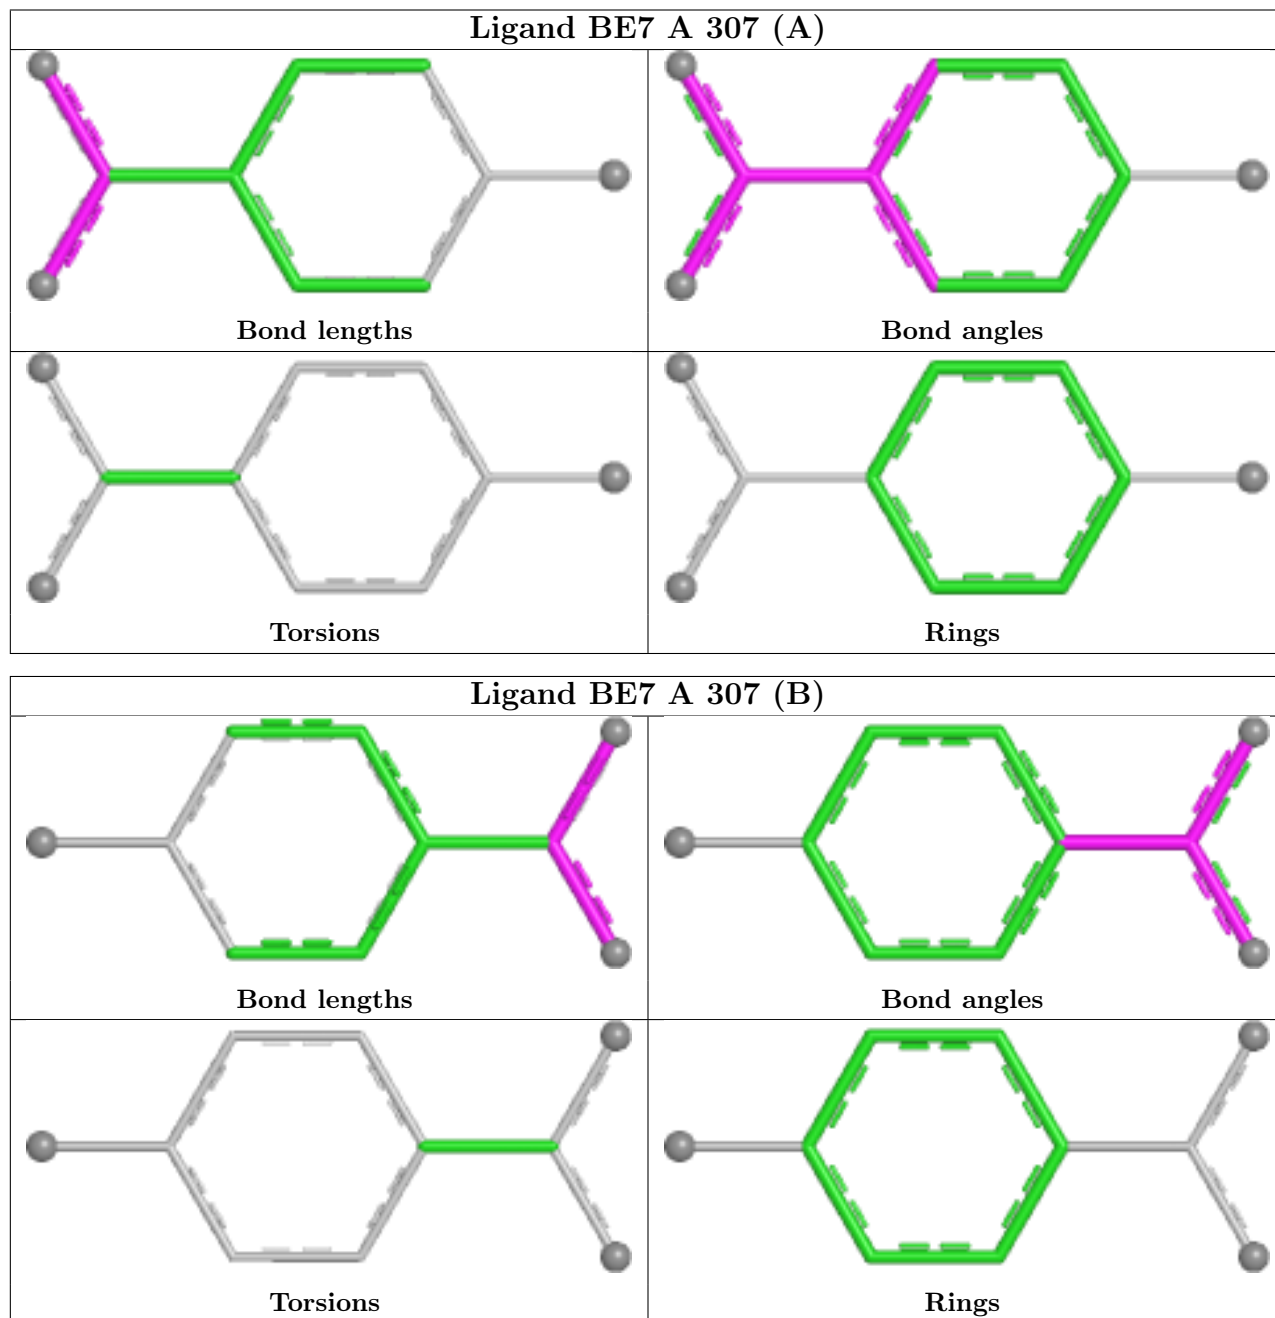 Ligand BE7 A 307 (A)
Bond lengths
Bond angles
Torsions
Rings
Ligand BE7 A 307 (B)
Bond lengths
Bond angles
Torsions
Rings